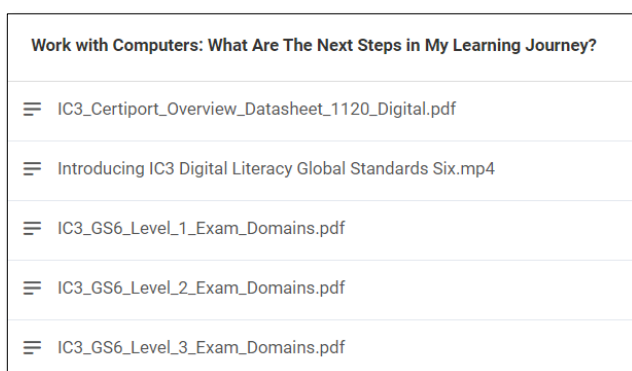 Work with Computers: What Are The Next Steps in My Learning Journey?
IC3_Certiport_Overview_Datasheet_1120_Digital.pdf
Introducing IC3 Digital Literacy Global Standards Six.mp4
IC3_GS6_Level_1_Exam_Domains.pdf
IC3_GS6_Level_2_Exam_Domains.pdf
IC3_GS6_Level_3_Exam_Domains.pdf